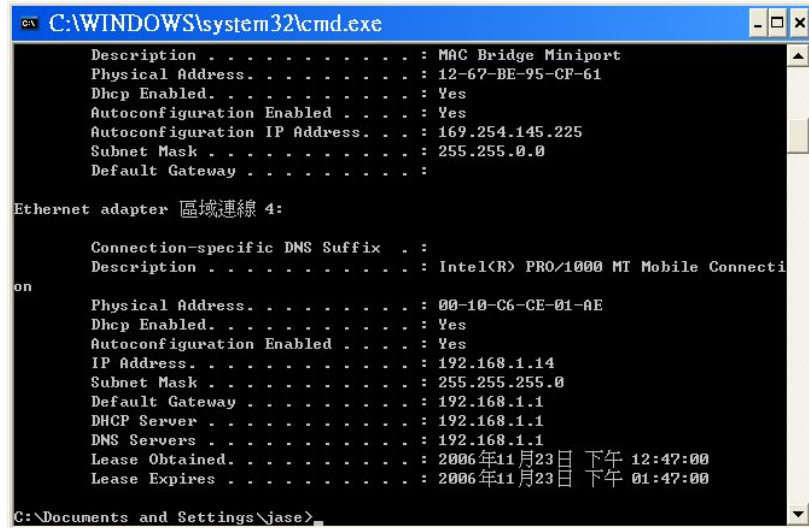 C:\WINDOWS\system32\cmd.exe
Description . . . . . . . . . . . : MAC Bridge Miniport
Physical Address. . . . . . . . . : 12-67-BE-95-CF-61
Dhcp Enabled. . . . . . . . . . . : Yes
Autoconfiguration Enabled . . . . : Yes
Autoconfiguration IP Address. . . : 169.254.145.225
Subnet Mask . . . . . . . . . . . : 255.255.0.0
Default Gateway . . . . . . . . . :
Ethernet adapter 區域連線 4:
Connection-specific DNS Suffix  . :
Description . . . . . . . . . . . : Intel(R) PRO/1000 MT Mobile Connecti
on
Physical Address. . . . . . . . . : 00-10-C6-CE-01-AE
Dhcp Enabled. . . . . . . . . . . : Yes
Autoconfiguration Enabled . . . . : Yes
IP Address. . . . . . . . . . . . : 192.168.1.14
Subnet Mask . . . . . . . . . . . : 255.255.255.0
Default Gateway . . . . . . . . . : 192.168.1.1
DHCP Server . . . . . . . . . . . : 192.168.1.1
DNS Servers . . . . . . . . . . . : 192.168.1.1
Lease Obtained. . . . . . . . . . : 2006年11月23日 下午 12:47:00
Lease Expires . . . . . . . . . . : 2006年11月23日 下午 01:47:00
C:\Documents and Settings\jase>_